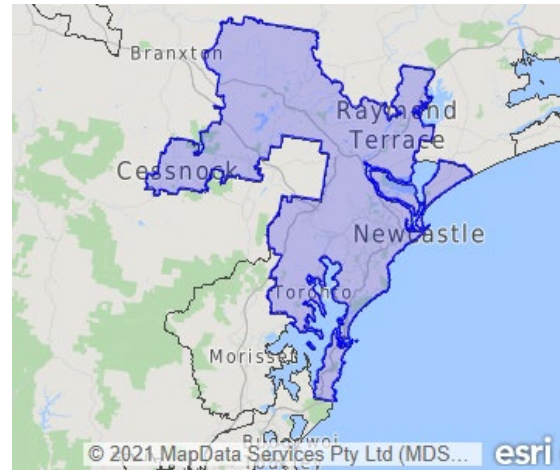 Branxton
Raymond
Terrace
Cessnock
Newcastle
Toronto
Morisset
© 2021 MapData Services Pty Ltd (MDS...
esri